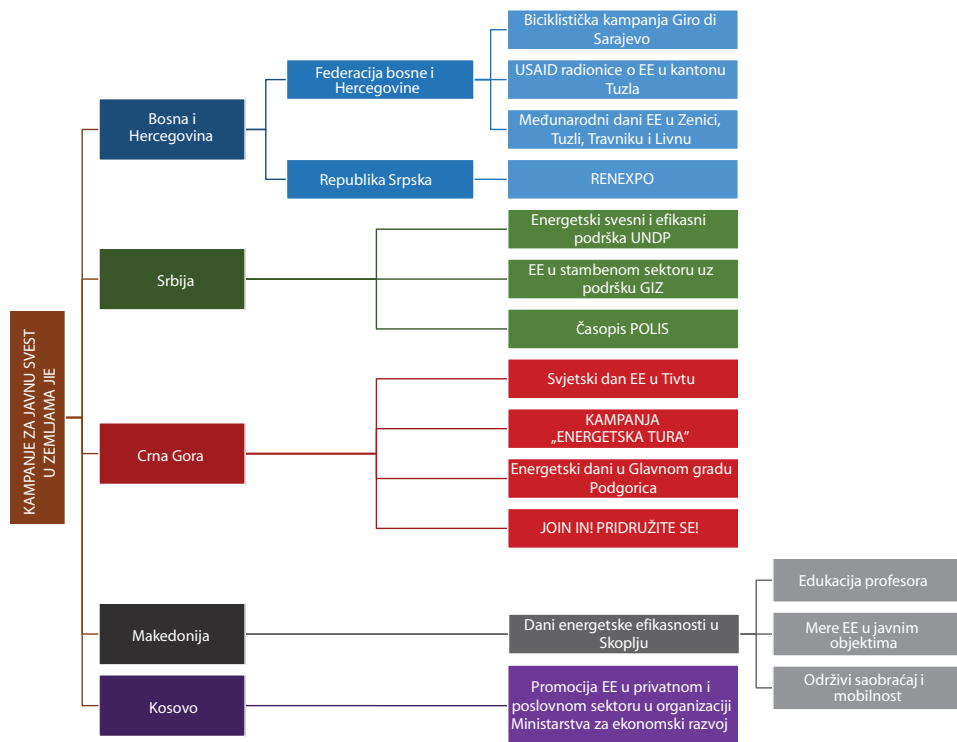 KAMPANJE ZA JAVNU SVEST
U ZEMLJAMA JIE
Bosna i
Hercegovina
Federacija bosne i
Hercegovine
Biciklistička kampanja Giro di
Sarajevo
USAID radionice o EE u kantonu
Tuzla
Međunarodni dani EE u Zenici,
Tuzli, Travniku i Livnu
Republika Srpska
RENEXPO
Srbija
Energetski svesni i efikasni
podrška UNDP
EE u stambenom sektoru uz
podršku GIZ
Časopis POLIS
Crna Gora
Svjetski dan EE u Tivtu
KAMPANJA
„ENERGETSKA TURA”
Energetski dani u Glavnom gradu
Podgorica
JOIN IN! PRIDRUŽITE SE!
Makedonija
Dani energetske efikasnosti u
Skoplju
Edukacija profesora
Mere EE u javnim
objektima
Održivi saobraćaj i
mobilnost
Kosovo
Promocija EE u privatnom i
poslovnom sektoru u organizaciji
Ministarstva za ekonomski razvoj